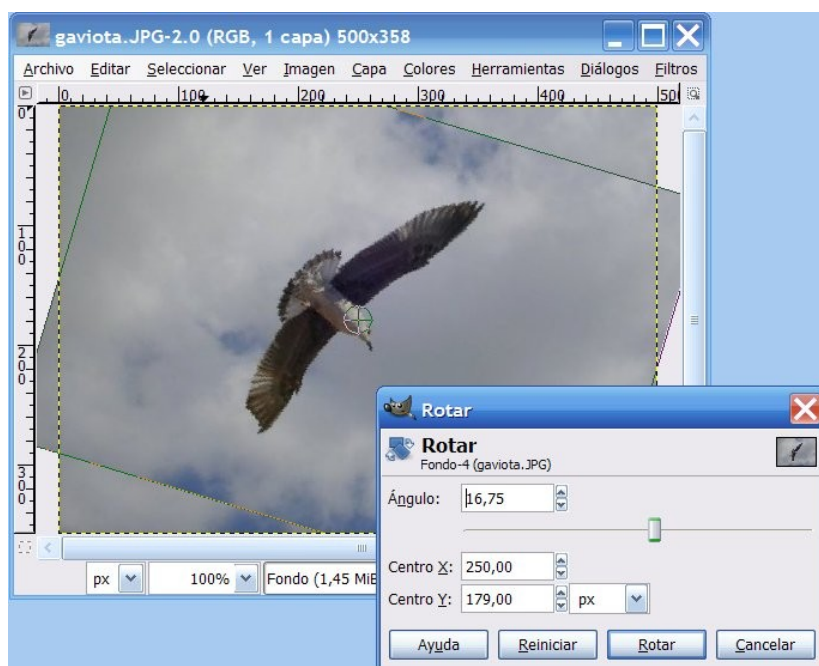 gaviota.JPG-2.0 (RGB, 1 capa) 500x358
Archivo Editar Seleccionar Ver Imagen Capa Colores Herramientas Diálogos Filtros
0 100 200 300 400 500
0
100
200
300
px 100% Fondo (1,45 MiB
Rotar
Rotar
Fondo-4 (gaviota.JPG)
Ángulo: 16,75
Centro X: 250,00
Centro Y: 179,00 px
Ayuda Reiniciar Rotar Cancelar